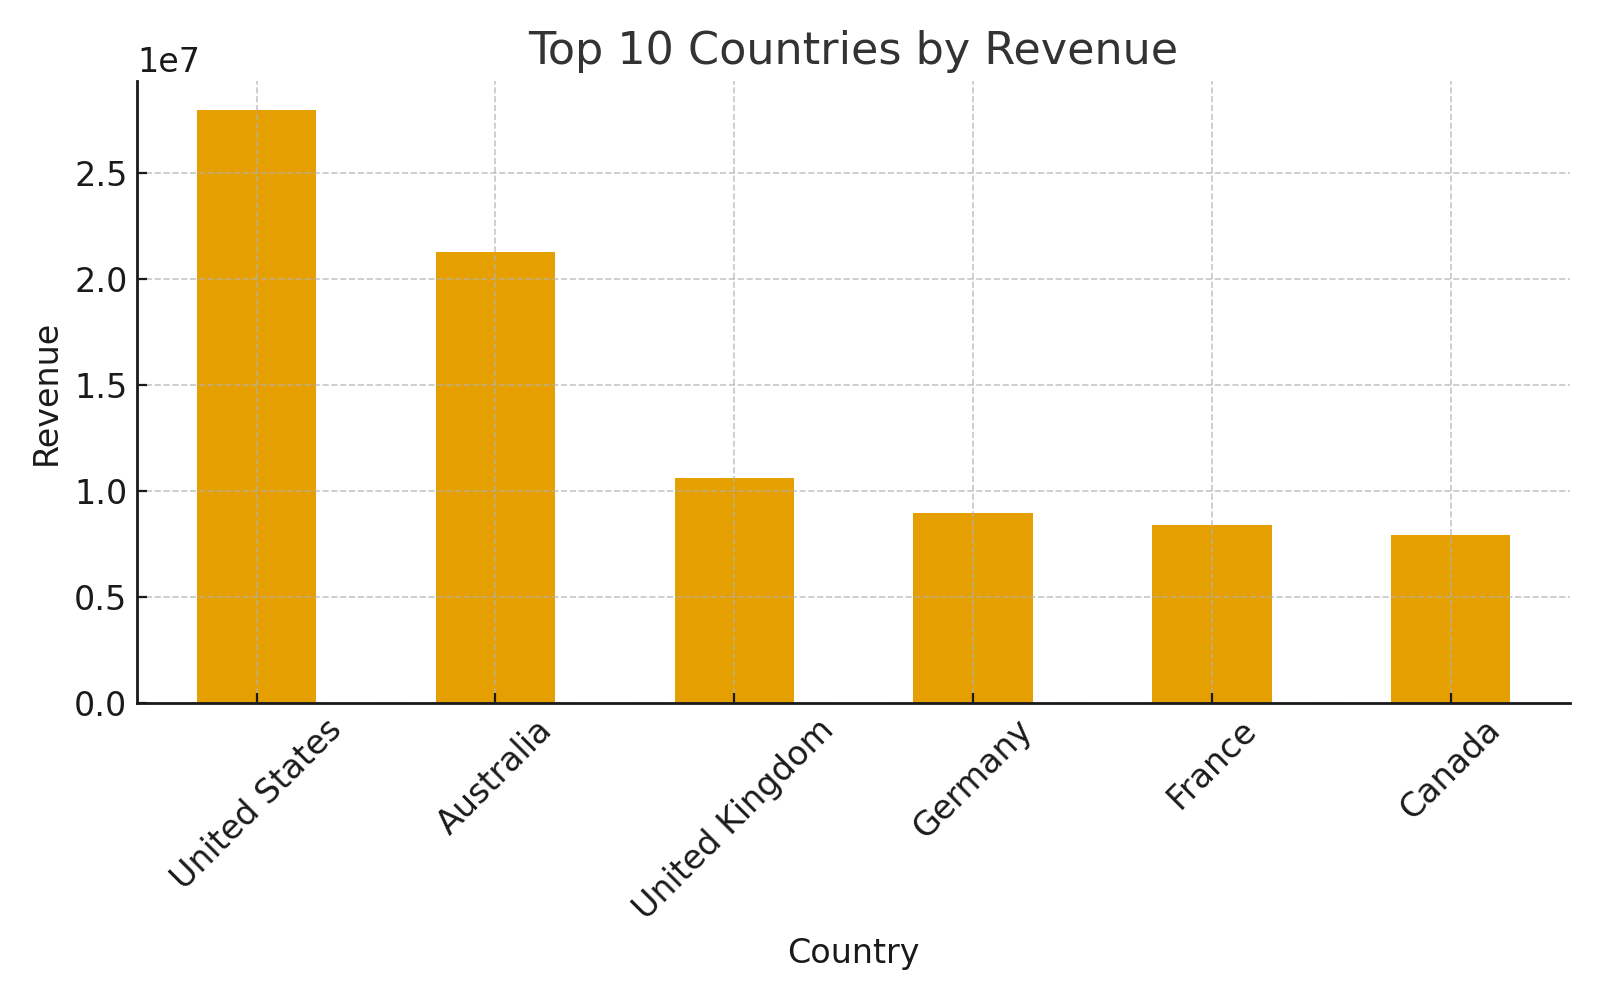 Top 10 Countries by Revenue
1e7
2.5
2.0
1.5
1.0
0.5
0.0
Revenue
United States
Australia
United Kingdom
Germany
France
Canada
Country